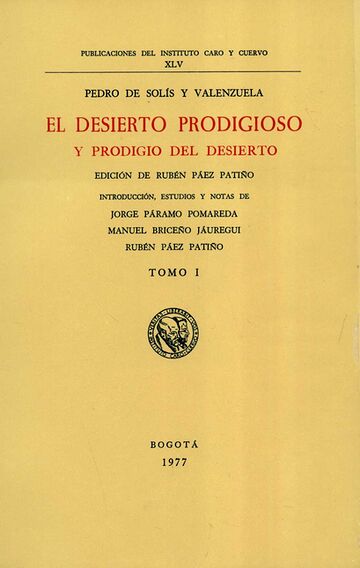 PUBLICACIONES DEL INSTITUTO CARO Y CUERVO
XLV
PEDRO DE SOLÍS Y VALENZUELA
EL DESIERTO PRODIGIOSO
Y PRODIGIO DEL DESIERTO
EDICIÓN DE RUBÉN PÁEZ PATIÑO
INTRODUCCIÓN, ESTUDIOS Y NOTAS DE
JORGE PÁRAMO POMAREDA
MANUEL BRICEÑO JÁUREGUI
RUBÉN PÁEZ PATIÑO
TOMO I
BOGOTÁ
1977